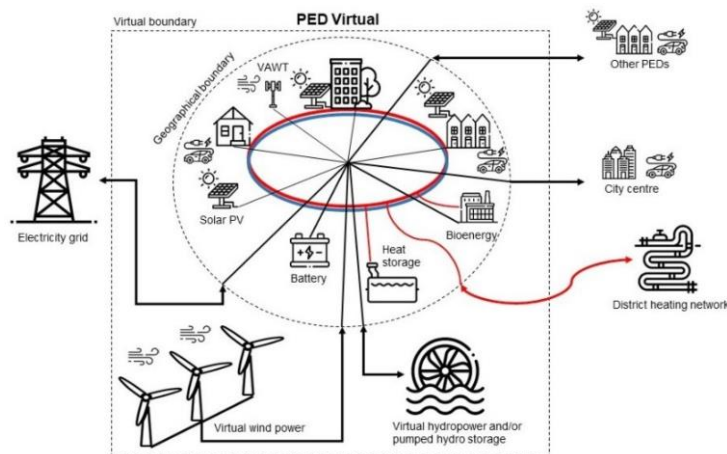 PED Virtual
Virtual boundary
Geographical boundary
VAWT
Other PEDs
City centre
Electricity grid
Solar PV
Bioenergy
Battery
Heat
storage
District heating network
Virtual wind power
Virtual hydropower and/or
pumped hydro storage